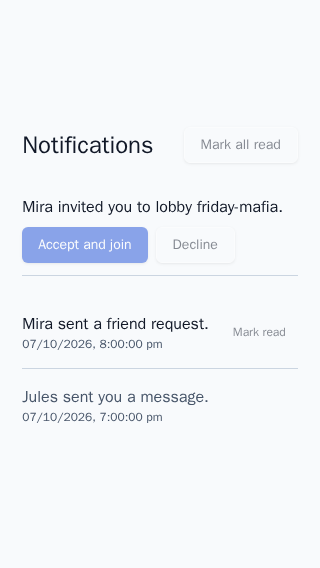 Notifications
Mark all read
Mira invited you to lobby friday-mafia.
Accept and join
Decline
Mira sent a friend request.
Mark read
07/10/2026, 8:00:00 pm
Jules sent you a message.
07/10/2026, 7:00:00 pm